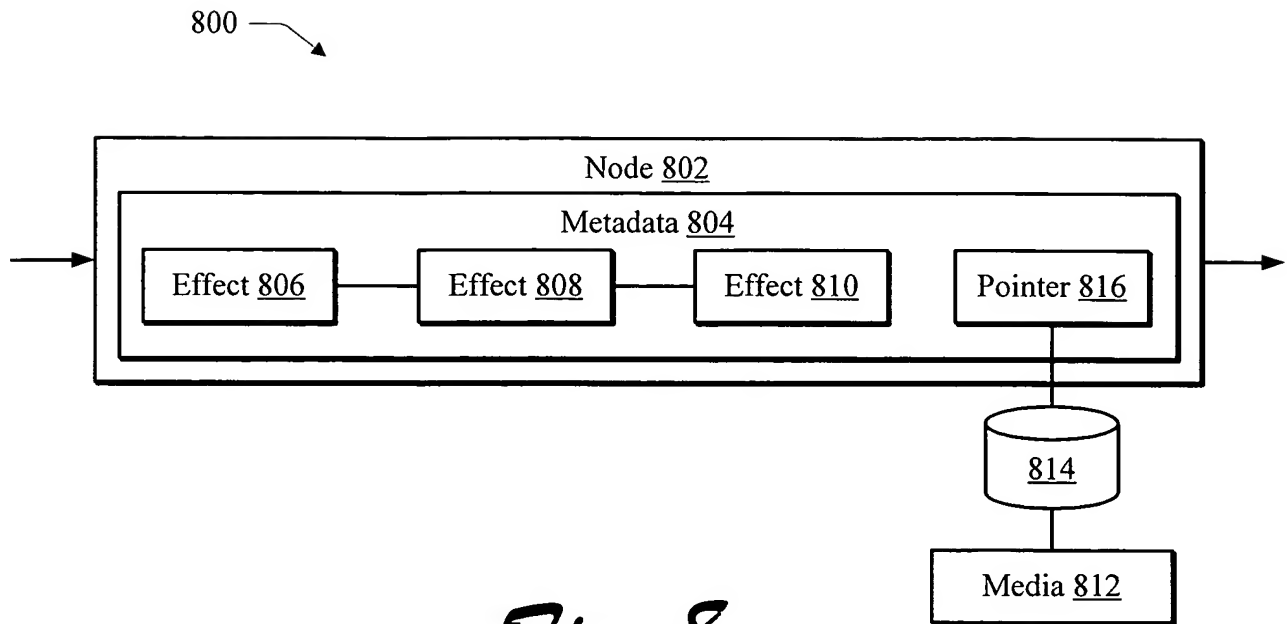 800
Node 802
Metadata 804
Effect 806
Effect 808
Effect 810
Pointer 816
814
Media 812
Fig. 8